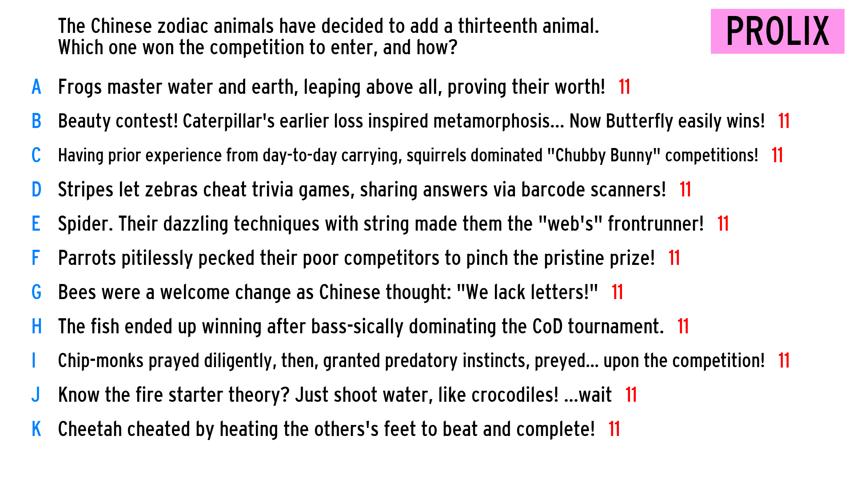 The Chinese zodiac animals have decided to add a thirteenth animal.
Which one won the competition to enter, and how?
PROLIX
A Frogs master water and earth, leaping above all, proving their worth! 11
B Beauty contest! Caterpillar's earlier loss inspired metamorphosis... Now Butterfly easily wins! 11
C Having prior experience from day-to-day carrying, squirrels dominated "Chubby Bunny" competitions! 11
D Stripes let zebras cheat trivia games, sharing answers via barcode scanners! 11
E Spider. Their dazzling techniques with string made them the "web's" frontrunner! 11
F Parrots pitilessly pecked their poor competitors to pinch the pristine prize! 11
G Bees were a welcome change as Chinese thought: "We lack letters!" 11
H The fish ended up winning after bass-sically dominating the CoD tournament. 11
I Chip-monks prayed diligently, then, granted predatory instincts, preyed... upon the competition! 11
J Know the fire starter theory? Just shoot water, like crocodiles! ...wait 11
K Cheetah cheated by heating the others's feet to beat and complete! 11